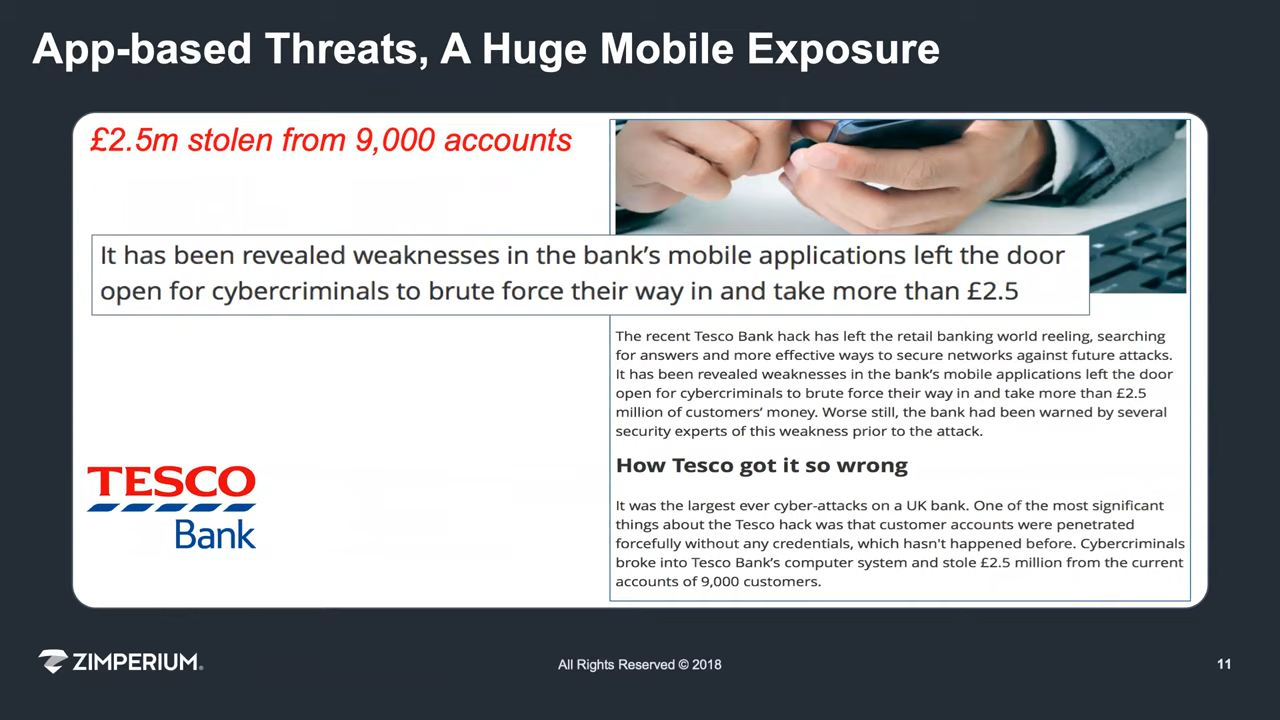 App-based Threats, A Huge Mobile Exposure
£2.5m stolen from 9,000 accounts
It has been revealed weaknesses in the bank’s mobile applications left the door
open for cybercriminals to brute force their way in and take more than £2.5
The recent Tesco Bank hack has left the retail banking world reeling, searching
for answers and more effective ways to secure networks against future attacks.
It has been revealed weaknesses in the bank’s mobile applications left the door
open for cybercriminals to brute force their way in and take more than £2.5
million of customers’ money. Worse still, the bank had been warned by several
security experts of this weakness prior to the attack.
How Tesco got it so wrong
It was the largest ever cyber-attacks on a UK bank. One of the most significant
things about the Tesco hack was that customer accounts were penetrated
forcefully without any credentials, which hasn't happened before. Cybercriminals
broke into Tesco Bank’s computer system and stole £2.5 million from the current
accounts of 9,000 customers.
TESCO
Bank
ZIMPERIUM.
All Rights Reserved © 2018
11